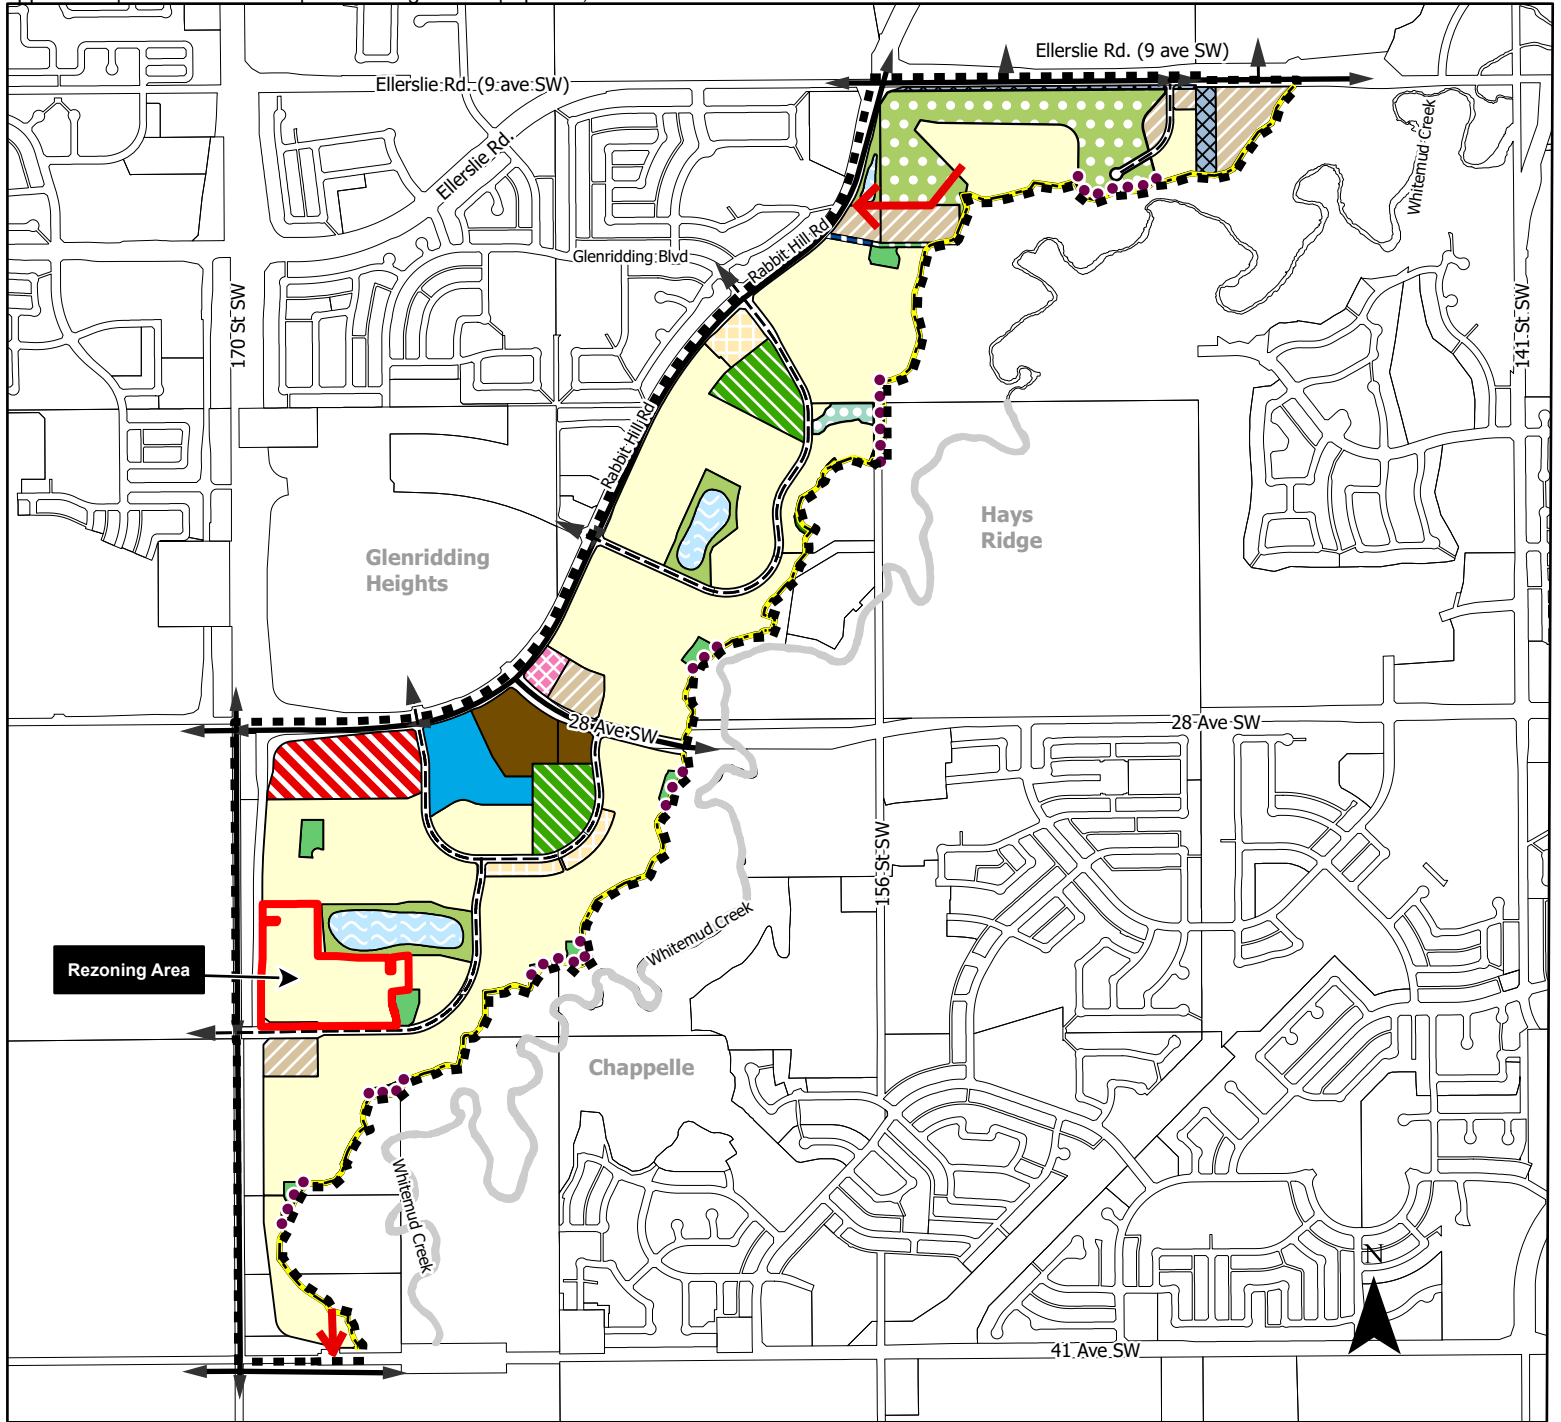 Ellerslie Rd. (9 ave SW)
Ellerslie Rd. (9 ave SW)
Ellerslie Rd.
Whitemud Creek
Glenridding Blvd
Rabbit Hill Rd
170 St SW
141 St SW
Rabbit Hill Rd
Hays
Ridge
Glenridding
Heights
28 Ave SW
28 Ave SW
156 St SW
Whitemud Creek
Rezoning Area
Chappelle
Whitemud Creek
N
41 Ave SW